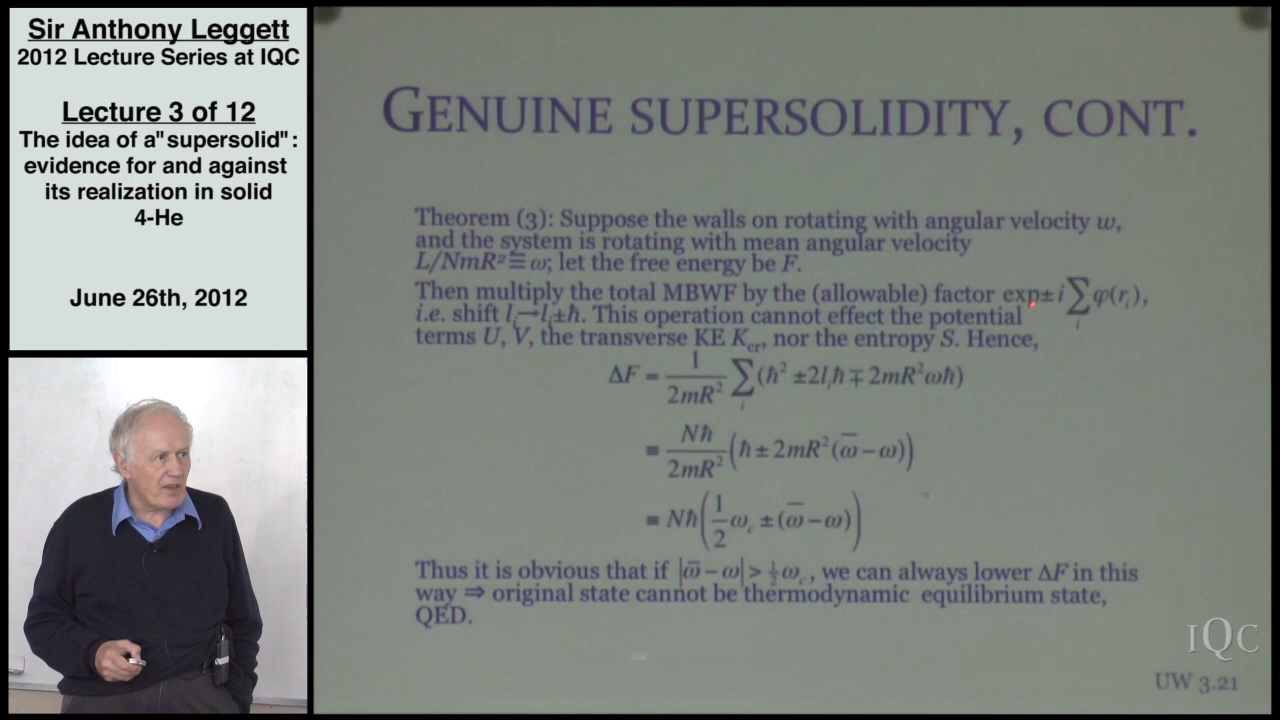 Sir Anthony Leggett
2012 Lecture Series at IQC
Lecture 3 of 12
The idea of a"supersolid":
evidence for and against
its realization in solid
4-He
June 26th, 2012
GENUINE SUPERSOLIDITY, CONT.
Theorem (3): Suppose the walls on rotating with angular velocity w,
and the system is rotating with mean angular velocity
L/NmR²≡ω; let the free energy be F.
Then multiply the total MBWF by the (allowable) factor exp±i∑φ(rᵢ),
i
i.e. shift lᵢ→lᵢ±ħ. This operation cannot effect the potential
terms U, V, the transverse KE K_cr, nor the entropy S. Hence,
ΔF = 1/2mR² ∑ᵢ(ħ² ±2lᵢħ ∓ 2mR²ωħ)
≡ Nħ/2mR² (ħ ± 2mR²(ω̄ − ω))
≡ Nħ(1/2 ω_c ± (ω̄ − ω))
Thus it is obvious that if |ω̄ − ω| > ½ω_c, we can always lower ΔF in this
way ⇒ original state cannot be thermodynamic equilibrium state,
QED.
IQC
UW 3.21